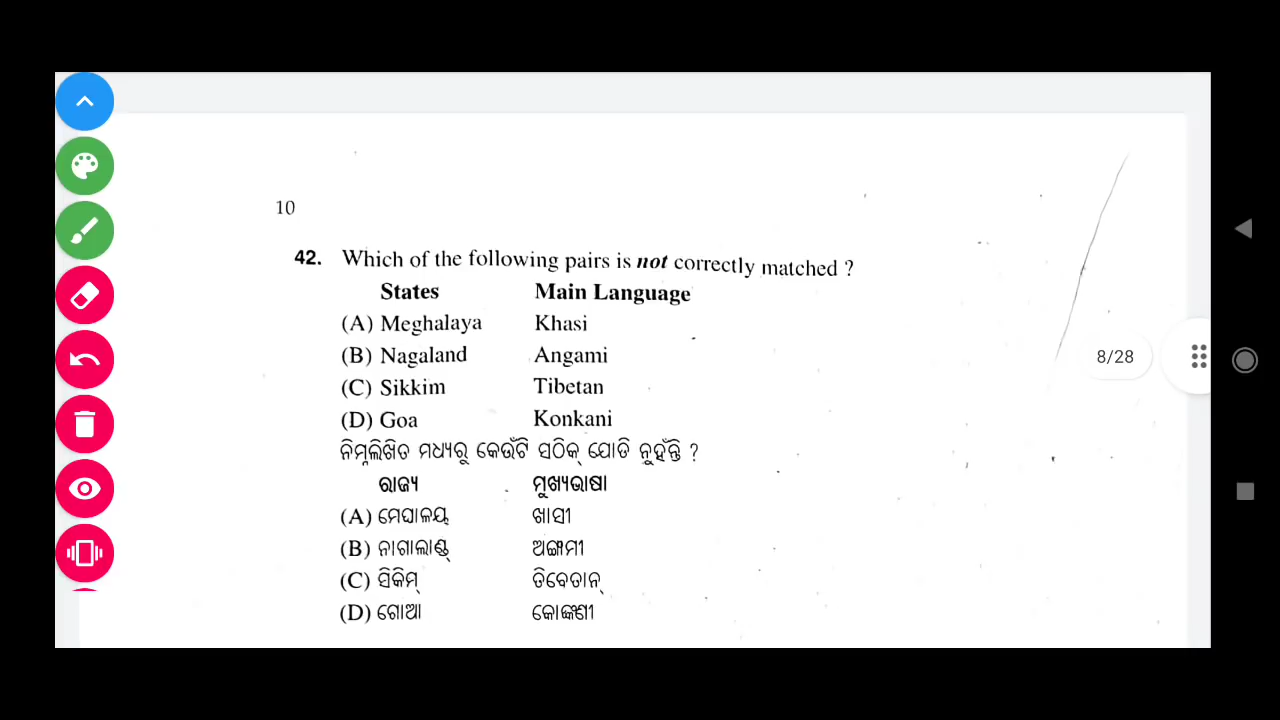 10
42. Which of the following pairs is not correctly matched ?
States Main Language
(A) Meghalaya Khasi
(B) Nagaland Angami
(C) Sikkim Tibetan
(D) Goa Konkani
ନିମ୍ନଲିଖିତ ମଧ୍ୟରୁ କେଉଁଟି ସଠିକ୍ ଯୋଡି ନୁହଁନ୍ତି ?
ରାଜ୍ୟ ମୁଖ୍ୟଭାଷା
(A) ମେଘାଳୟ ଖାସୀ
(B) ନାଗାଲାଣ୍ଡ୍ ଅଙ୍ଗମୀ
(C) ସିକିମ୍ ତିବେତାନ୍
(D) ଗୋଆ କୋଙ୍କଣୀ
8/28